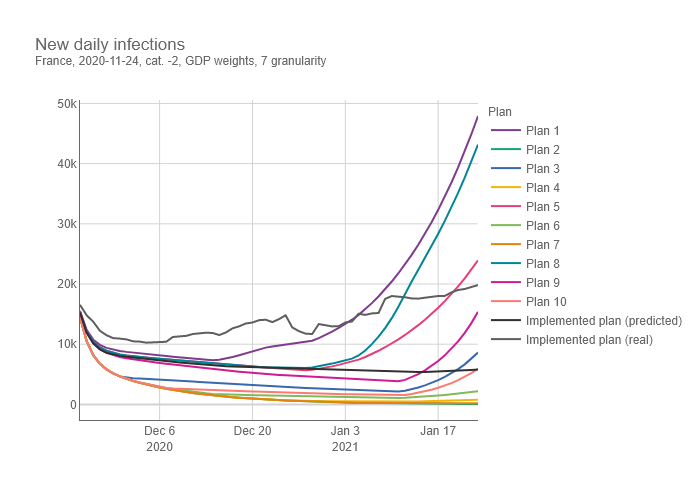 New daily infections
France, 2020-11-24, cat. -2, GDP weights, 7 granularity
50k
40k
30k
20k
10k
0
Dec 6
2020
Dec 20
Jan 3
2021
Jan 17
Plan
Plan 1
Plan 2
Plan 3
Plan 4
Plan 5
Plan 6
Plan 7
Plan 8
Plan 9
Plan 10
Implemented plan (predicted)
Implemented plan (real)